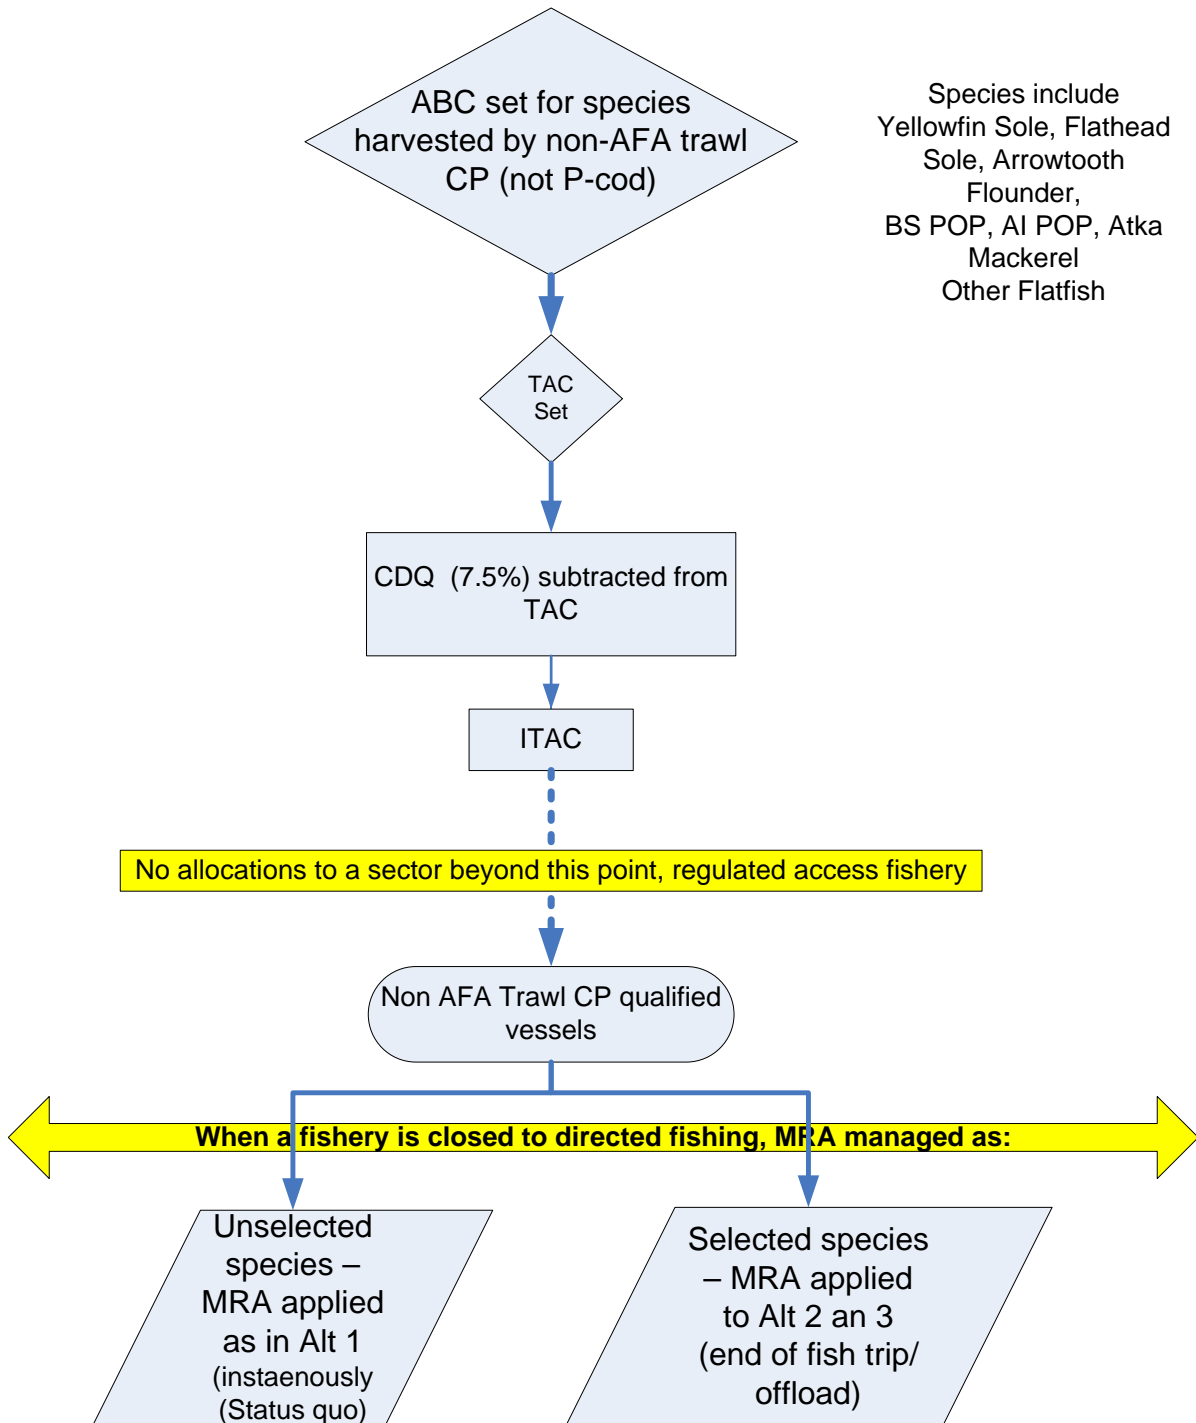 ABC set for species
harvested by non-AFA trawl
CP (not P-cod)
Species include
Yellowfin Sole, Flathead
Sole, Arrowtooth
Flounder,
BS POP, AI POP, Atka
Mackerel
Other Flatfish
TAC
Set
CDQ  (7.5%) subtracted from
TAC
ITAC
No allocations to a sector beyond this point, regulated access fishery
Non AFA Trawl CP qualified
vessels
When a fishery is closed to directed fishing, MRA managed as:
Unselected
species –
MRA applied
as in Alt 1
(instaenously
(Status quo)
Selected species
– MRA applied
to Alt 2 an 3
(end of fish trip/
offload)